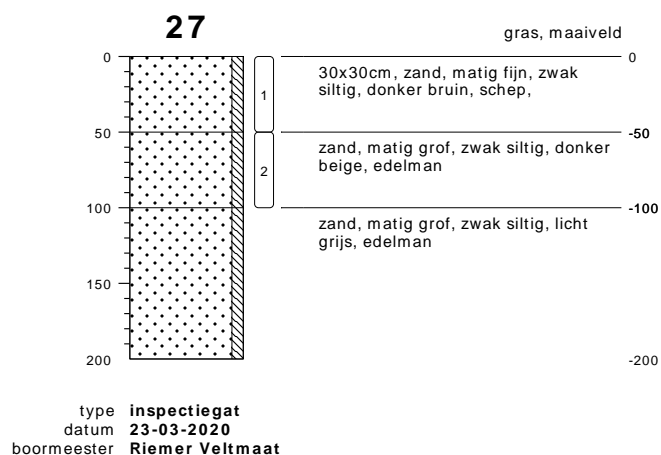 27
gras, maaiveld
0
0
30x30cm, zand, matig fijn, zwak
siltig, donker bruin, schep,
1
50
-50
zand, matig grof, zwak siltig, donker
beige, edelman
2
100
-100
zand, matig grof, zwak siltig, licht
grijs, edelman
150
200
-200
type inspectiegat
datum 23-03-2020
boormeester Riemer Veltmaat